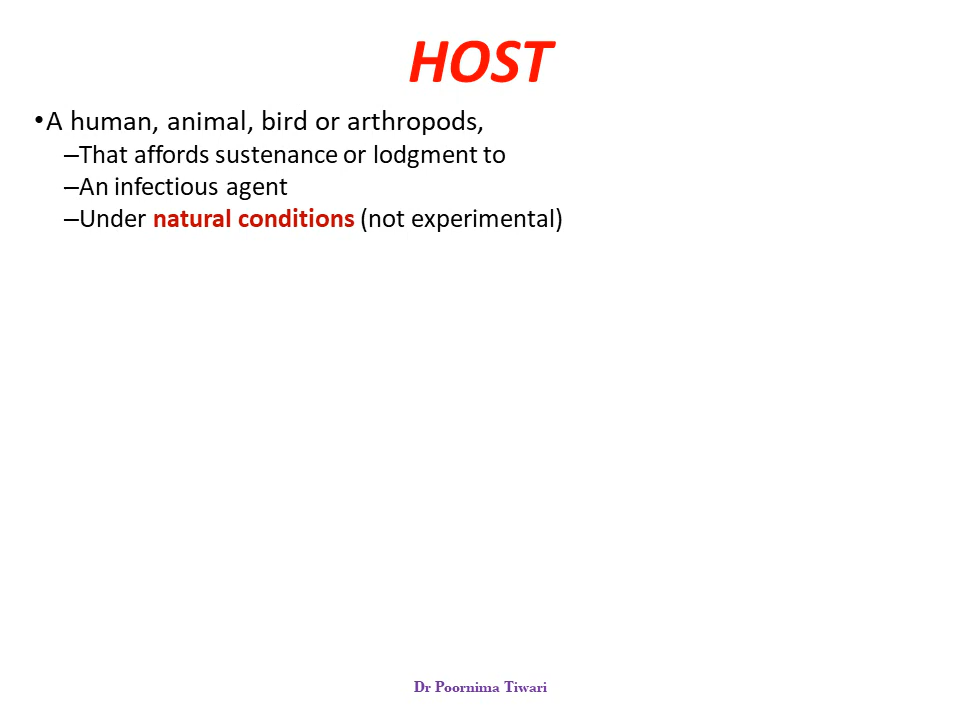 HOST
•A human, animal, bird or arthropods,
–That affords sustenance or lodgment to
–An infectious agent
–Under natural conditions (not experimental)
Dr Poornima Tiwari